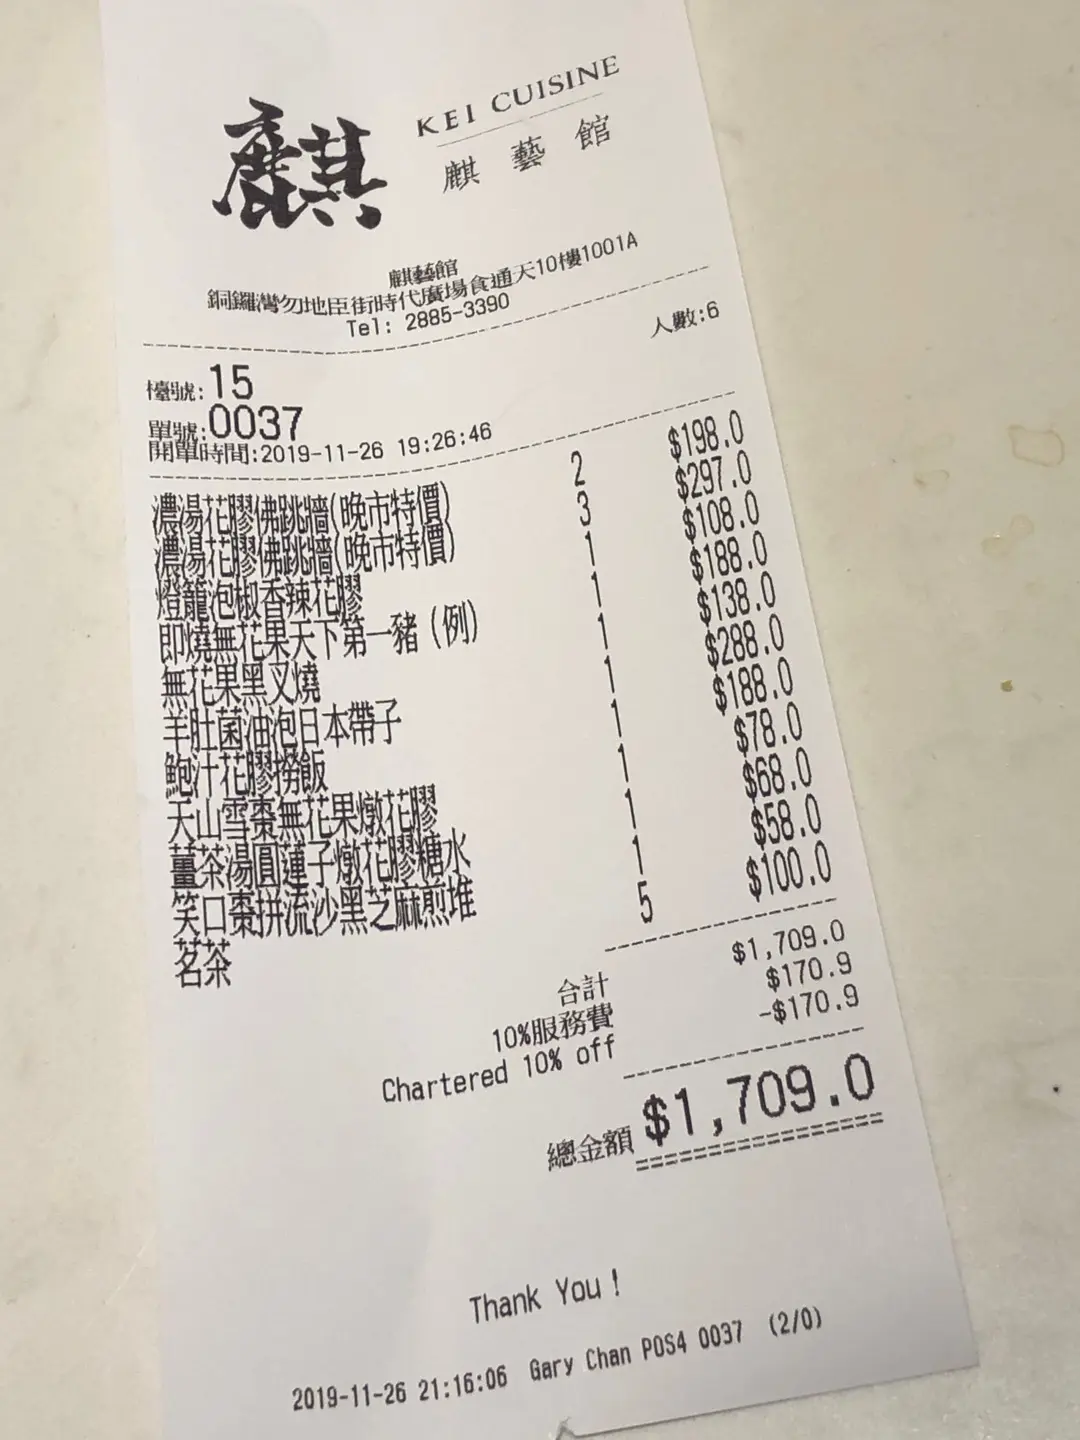 麒
KEI CUISINE
麒 藝 館
麒藝館
銅鑼灣勿地臣街時代廣場食通天10樓1001A
Tel: 2885-3390
人數:6
檯號:15
單號:0037
開單時間:2019-11-26 19:26:46
濃湯花膠佛跳牆(晚市特價) 2 $198.0
濃湯花膠佛跳牆(晚市特價) 3 $297.0
燈籠泡椒香辣花膠 1 $108.0
即燒無花果天下第一豬 (例) 1 $188.0
無花果黑叉燒 1 $138.0
羊肚菌油泡日本帶子 1 $288.0
鮑汁花膠撈飯 1 $188.0
天山雪棗無花果燉花膠 1 $78.0
薑茶湯圓蓮子燉花膠糖水 1 $68.0
笑口棗拼流沙黑芝麻煎堆 1 $58.0
茗茶 5 $100.0
合計 $1,709.0
10%服務費 $170.9
Chartered 10% off -$170.9
總金額 $1,709.0
Thank You !
2019-11-26 21:16:06 Gary Chan POS4 0037 (2/0)